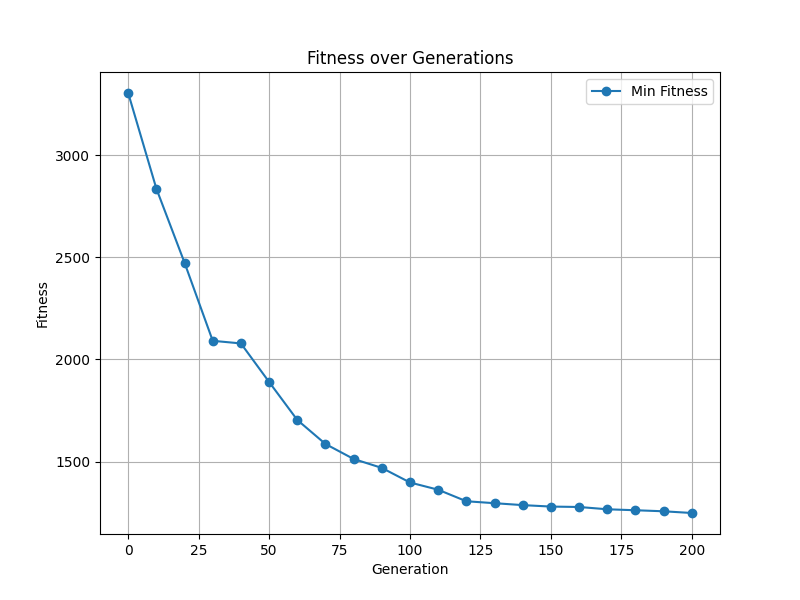 Fitness over Generations
Min Fitness
3000
2500
2000
1500
Fitness
0 25 50 75 100 125 150 175 200
Generation